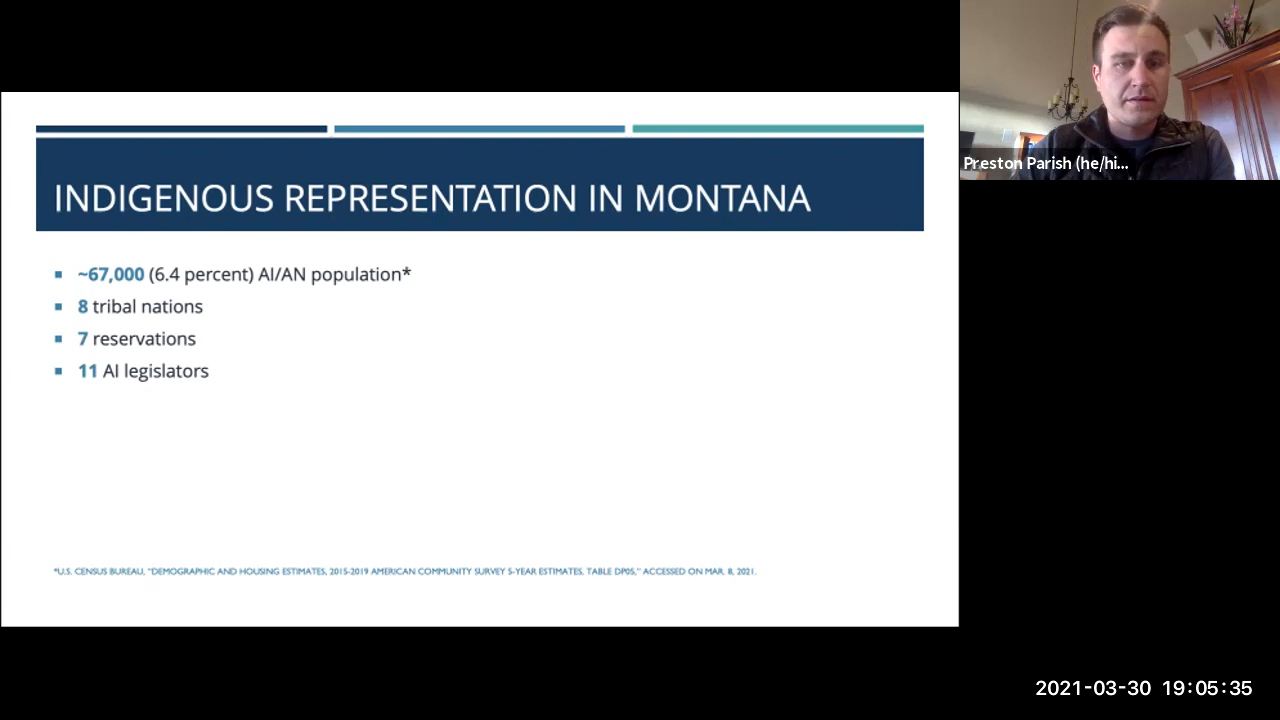 INDIGENOUS REPRESENTATION IN MONTANA
~67,000 (6.4 percent) AI/AN population*
8 tribal nations
7 reservations
11 AI legislators
*U.S. CENSUS BUREAU, "DEMOGRAPHIC AND HOUSING ESTIMATES, 2015-2019 AMERICAN COMMUNITY SURVEY 5-YEAR ESTIMATES, TABLE DP05," ACCESSED ON MAR. 8, 2021.
Preston Parish (he/hi...
2021-03-30 19:05:35